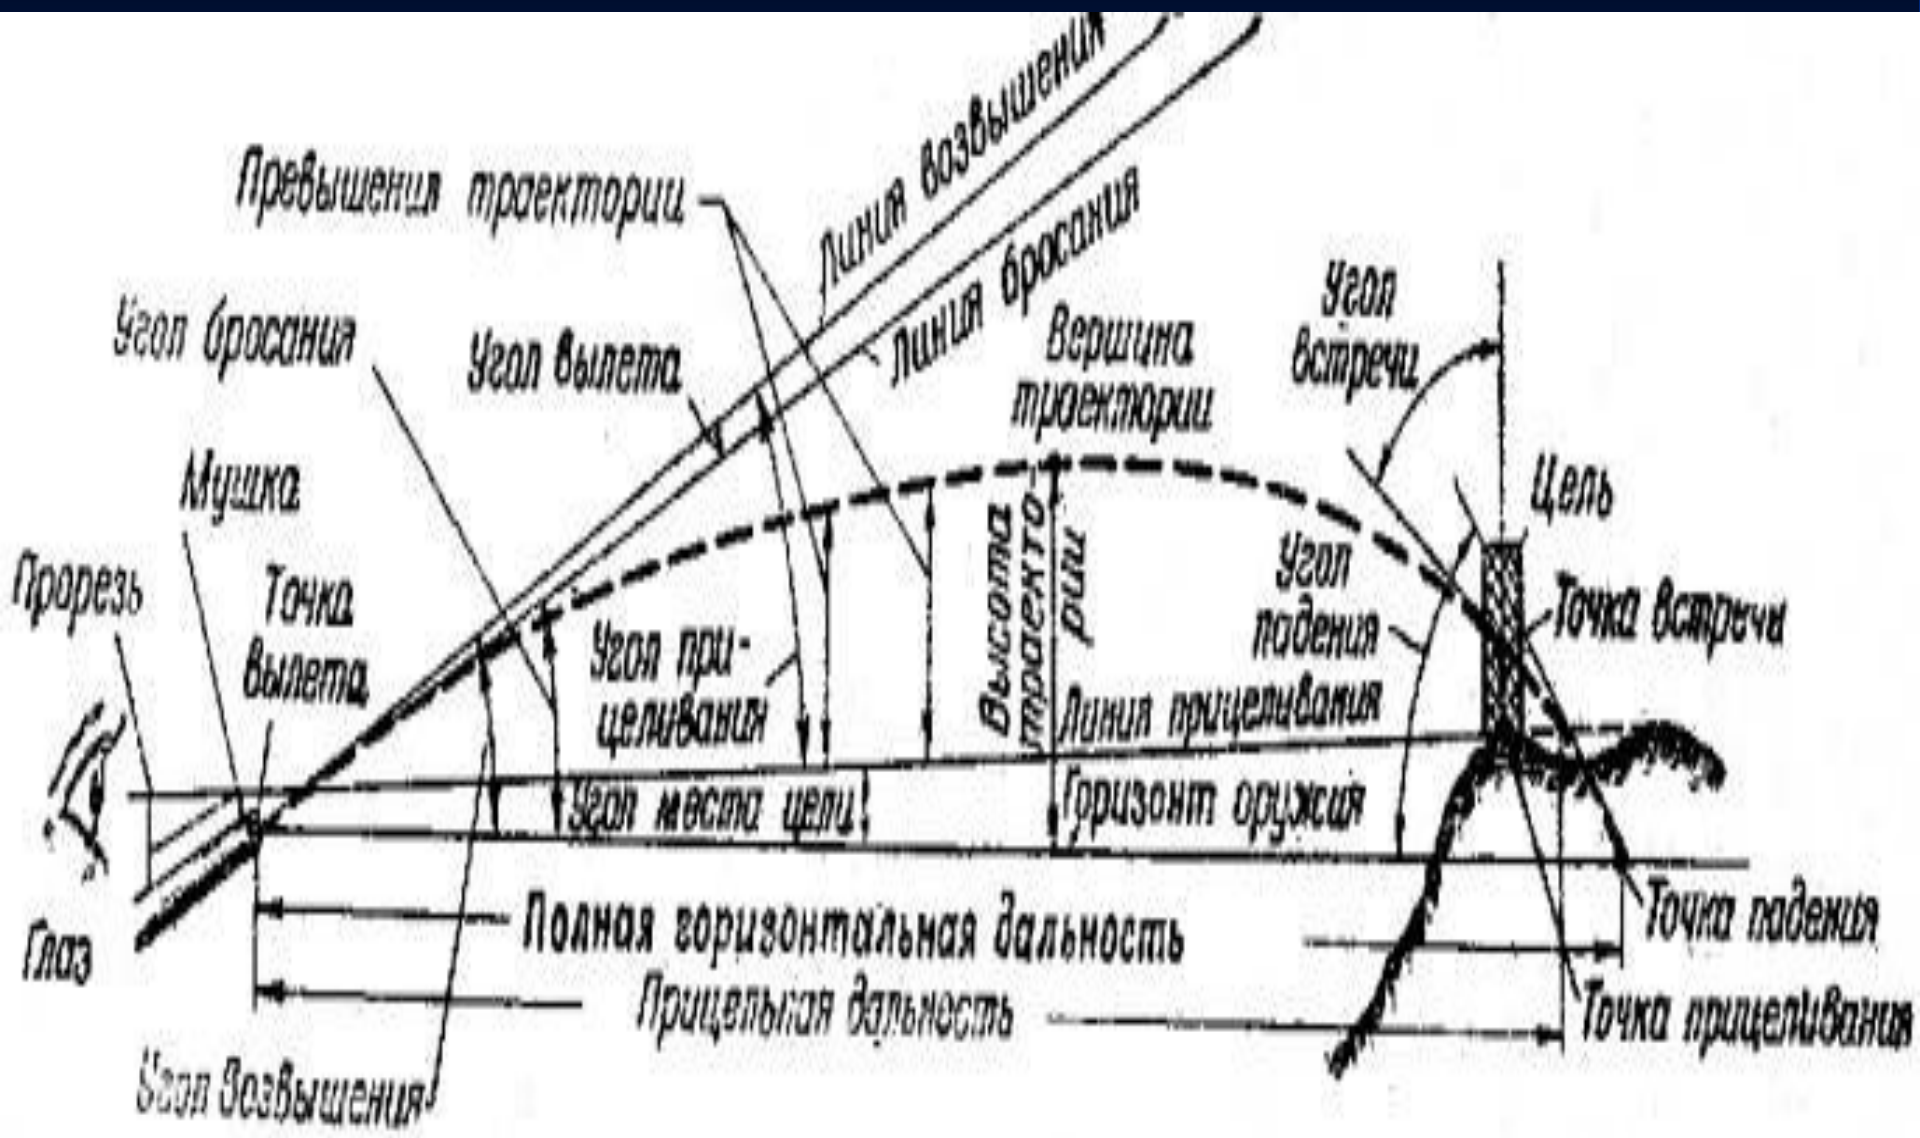 Линия возвышения
Линия бросания
Превышения траектории
Угол бросания
Угол вылета
Вершина
траектории
Угол
встречи
Мушка
Цель
Прорезь
Точка
вылета
Угол при-
целивания
Высота
траекто-
рии
Угол
падения
Точка встречи
Линия прицеливания
Угол места цели
Горизонт оружия
Глаз
Полная горизонтальная дальность
Точка падения
Прицельная дальность
Точка прицеливания
Угол возвышения